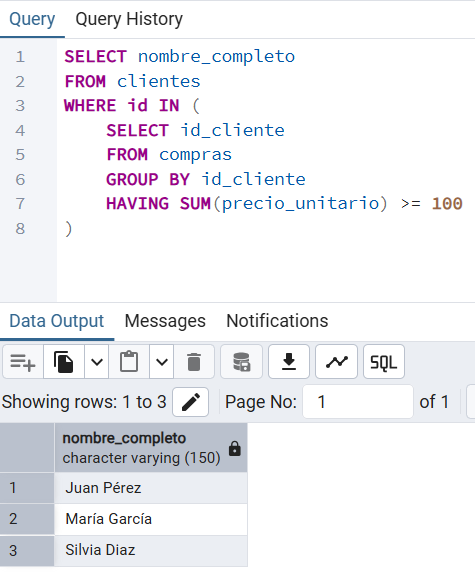 Query Query History
1 SELECT nombre_completo
2 FROM clientes
3 WHERE id IN (
4 SELECT id_cliente
5 FROM compras
6 GROUP BY id_cliente
7 HAVING SUM(precio_unitario) >= 100
8 )
Data Output Messages Notifications
SQL
Showing rows: 1 to 3 Page No: 1 of 1
nombre_completo
character varying (150)
1 Juan Pérez
2 María García
3 Silvia Diaz